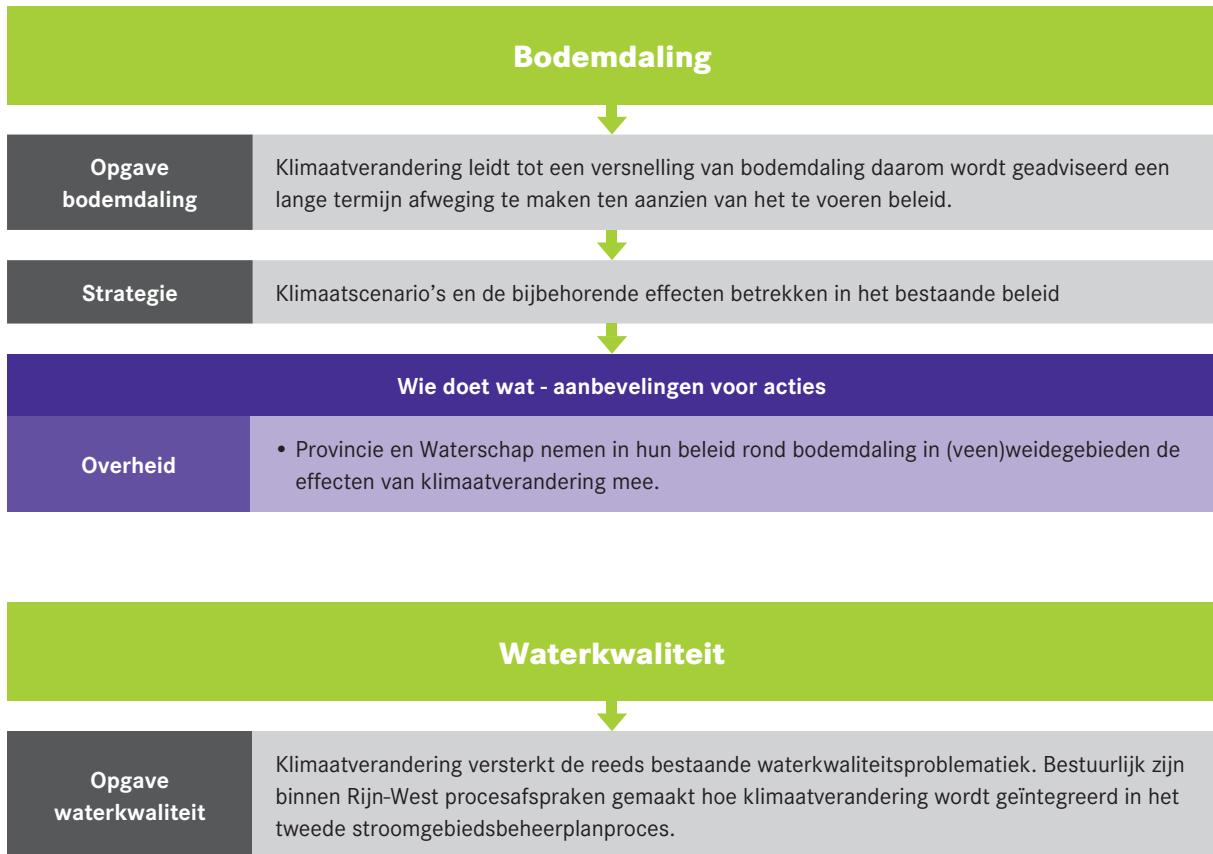 Bodemdaling
Opgave
bodemdaling
Klimaatverandering leidt tot een versnelling van bodemdaling daarom wordt geadviseerd een
lange termijn afweging te maken ten aanzien van het te voeren beleid.
Strategie
Klimaatscenario's en de bijbehorende effecten betrekken in het bestaande beleid
Wie doet wat - aanbevelingen voor acties
Overheid
• Provincie en Waterschap nemen in hun beleid rond bodemdaling in (veen)weidegebieden de
effecten van klimaatverandering mee.
Waterkwaliteit
Opgave
waterkwaliteit
Klimaatverandering versterkt de reeds bestaande waterkwaliteitsproblematiek. Bestuurlijk zijn
binnen Rijn-West procesafspraken gemaakt hoe klimaatverandering wordt geïntegreerd in het
tweede stroomgebiedsbeheerplanproces.